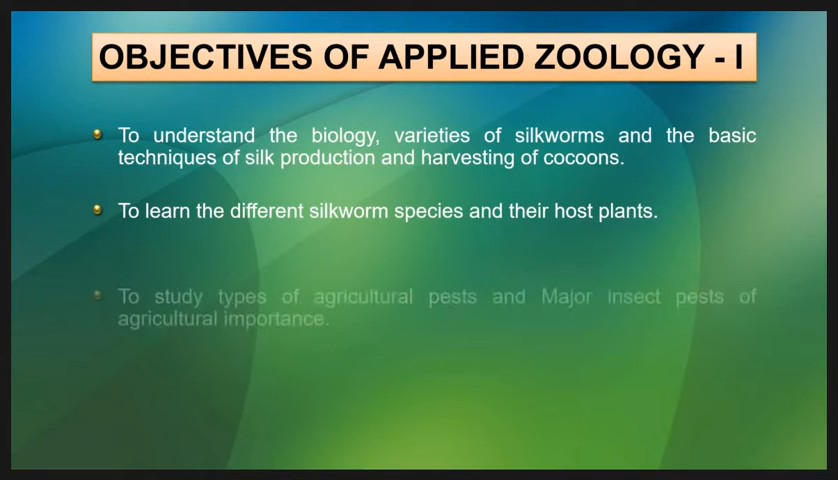 OBJECTIVES OF APPLIED ZOOLOGY - I
To understand the biology, varieties of silkworms and the basic
techniques of silk production and harvesting of cocoons.
To learn the different silkworm species and their host plants.
To study types of agricultural pests and Major insect pests of
agricultural importance.